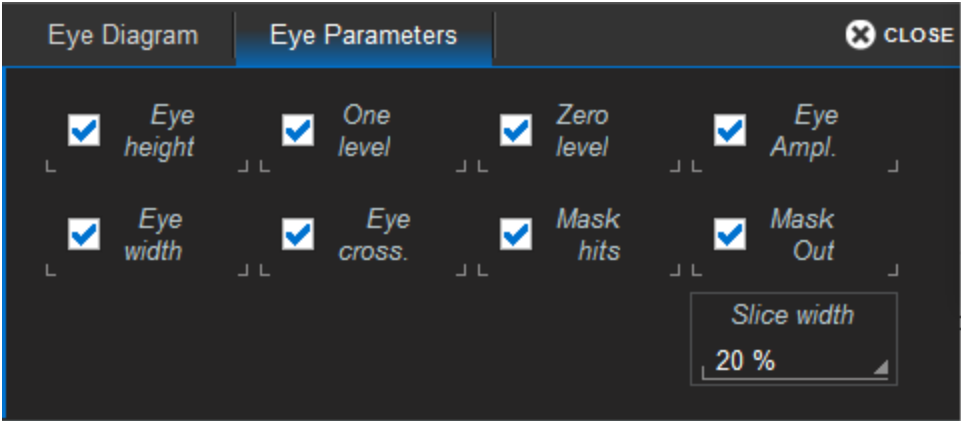 Eye Diagram Eye Parameters CLOSE
Eye One Zero Eye
height level level Ampl.
Eye Eye Mask Mask
width cross. hits Out
Slice width
20 %